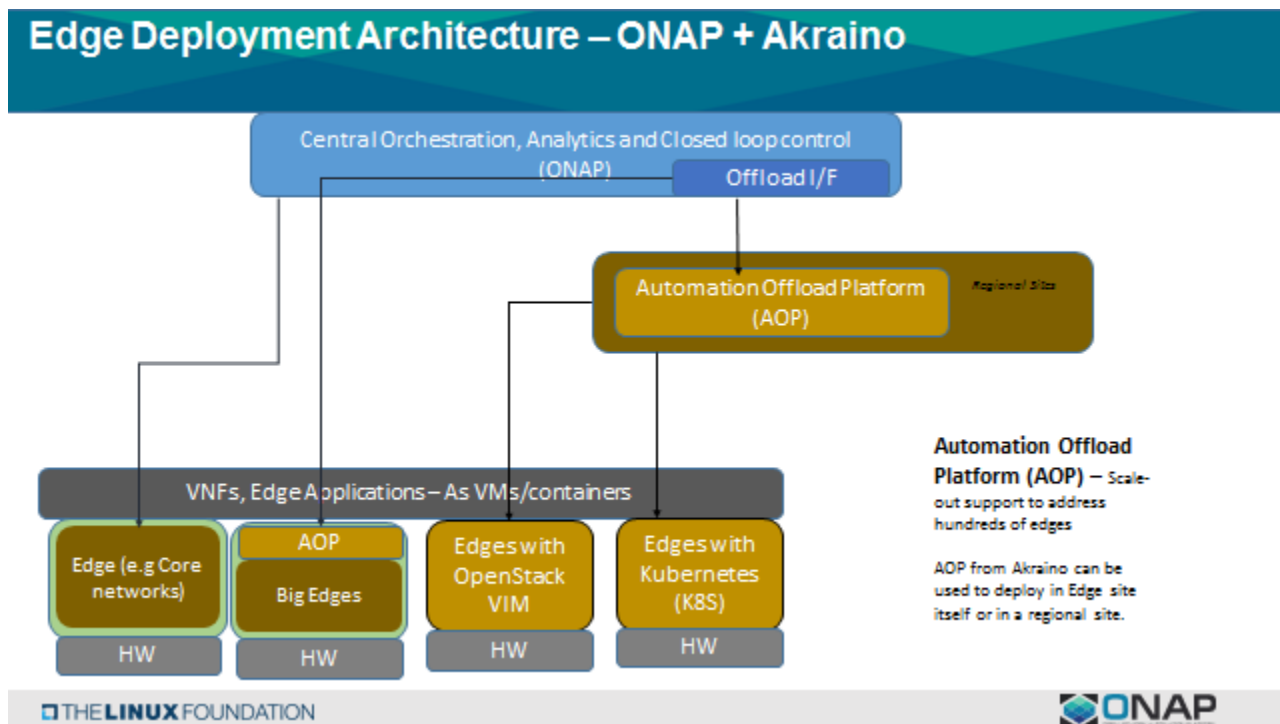 Edge Deployment Architecture – ONAP + Akraino
Central Orchestration, Analytics and Closed loop control
(ONAP)
Offload I/F
Automation Offload Platform
(AOP)
Regional Sites
VNFs, Edge Applications – As VMs/containers
Edge (e.g Core
networks)
AOP
Big Edges
Edges with
OpenStack
VIM
Edges with
Kubernetes
(K8S)
HW
HW
HW
HW
Automation Offload
Platform (AOP) – Scale-
out support to address
hundreds of edges
AOP from Akraino can be
used to deploy in Edge site
itself or in a regional site.
THE LINUX FOUNDATION
ONAP